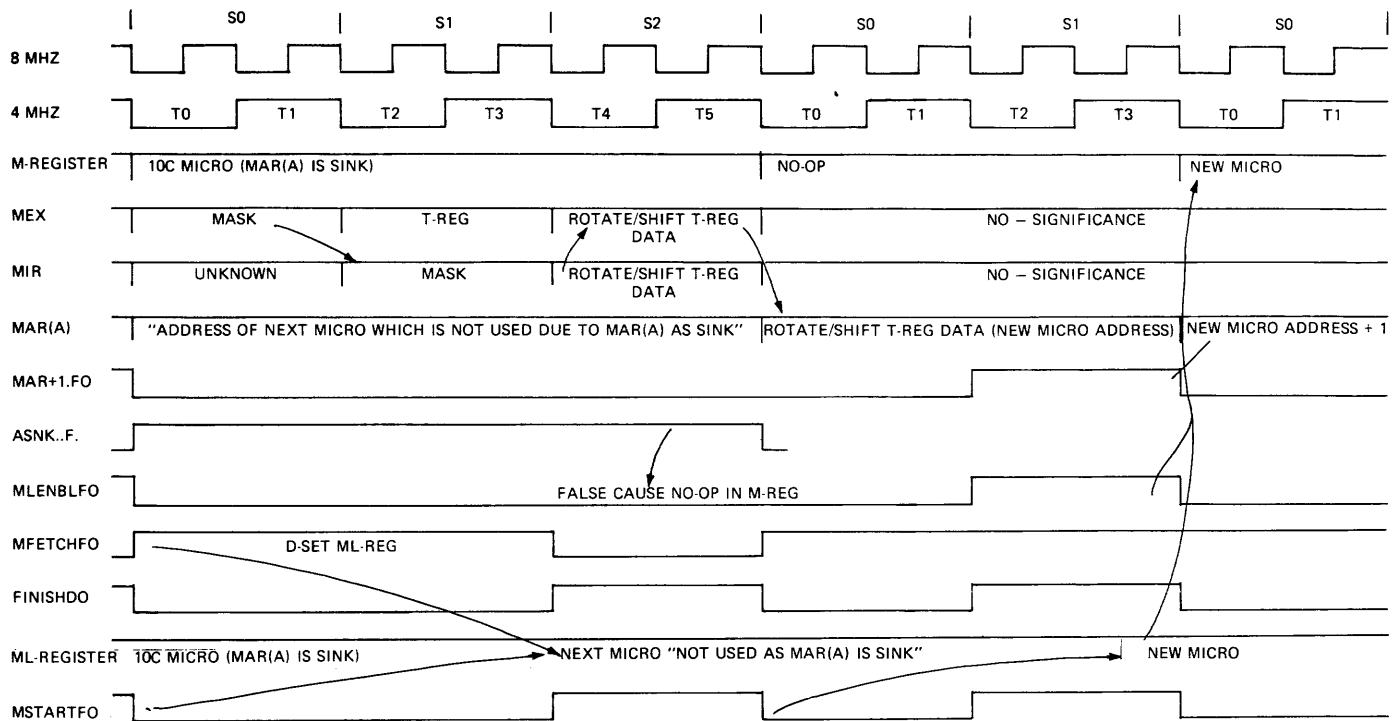 S0 S1 S2 S0 S1 S0
8 MHZ
4 MHZ T0 T1 T2 T3 T4 T5 T0 T1 T2 T3 T0 T1
M-REGISTER 10C MICRO (MAR(A) IS SINK) NO-OP NEW MICRO
MEX MASK T-REG ROTATE/SHIFT T-REG NO – SIGNIFICANCE
DATA
MIR UNKNOWN MASK ROTATE/SHIFT T-REG NO – SIGNIFICANCE
DATA
MAR(A) "ADDRESS OF NEXT MICRO WHICH IS NOT USED DUE TO MAR(A) AS SINK" ROTATE/SHIFT T-REG DATA (NEW MICRO ADDRESS) NEW MICRO ADDRESS + 1
MAR+1.FO
ASNK..F.
MLENBLFO FALSE CAUSE NO-OP IN M-REG
MFETCHFO D-SET ML-REG
FINISHDO
ML-REGISTER 10C MICRO (MAR(A) IS SINK) NEXT MICRO "NOT USED AS MAR(A) IS SINK" NEW MICRO
MSTARTFO